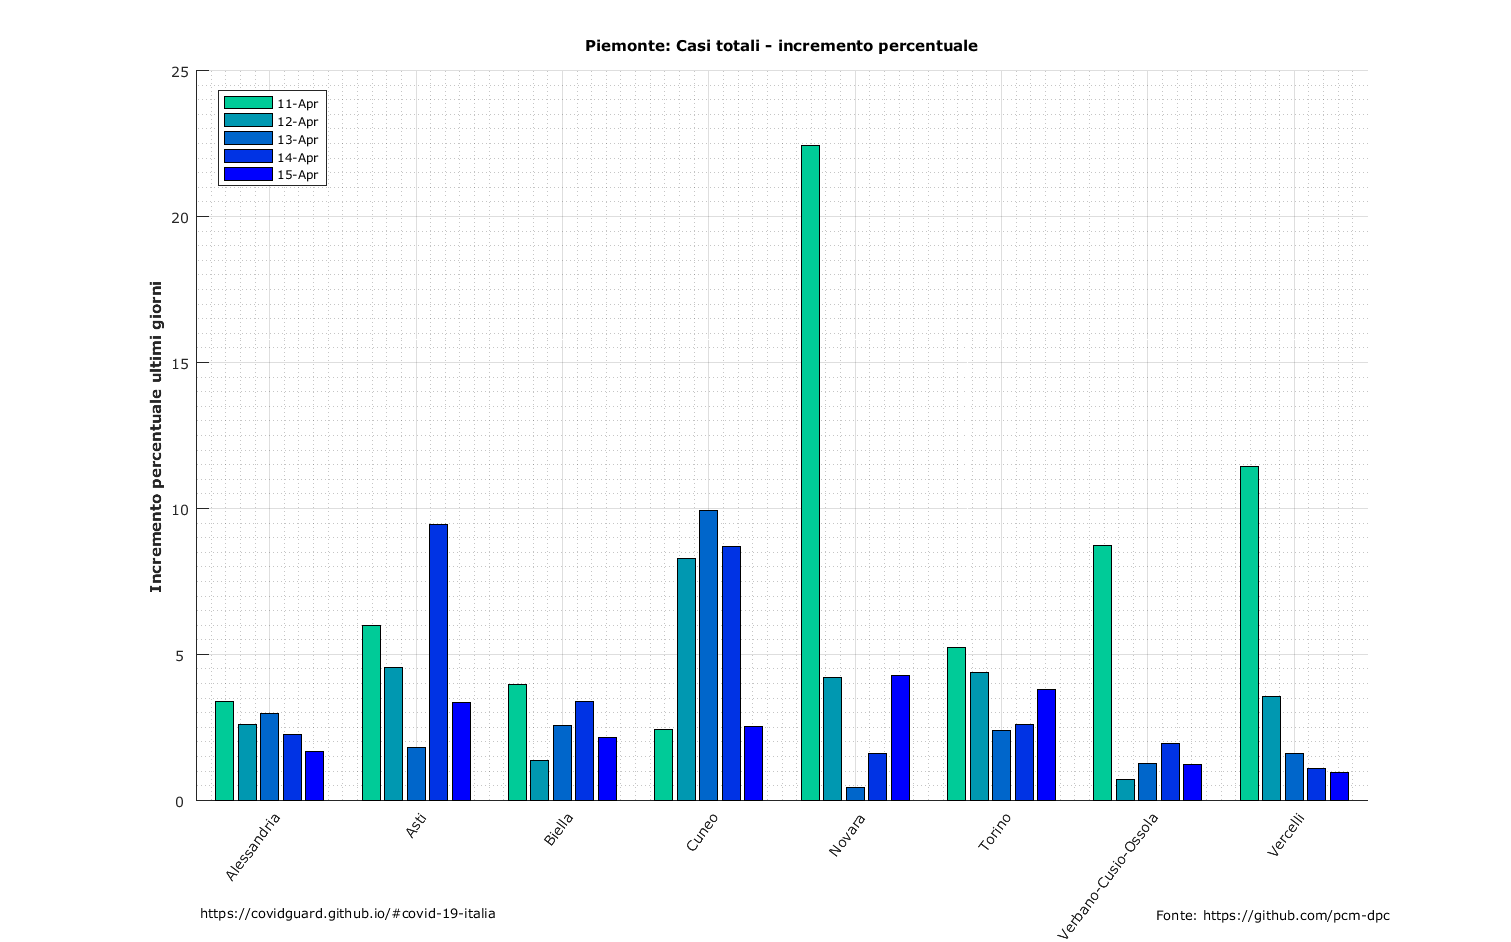 Piemonte: Casi totali - incremento percentuale
25
20
15
10
5
0
Incremento percentuale ultimi giorni
11-Apr
12-Apr
13-Apr
14-Apr
15-Apr
Alessandria
Asti
Biella
Cuneo
Novara
Torino
Verbano-Cusio-Ossola
Vercelli
https://covidguard.github.io/#covid-19-italia
Fonte: https://github.com/pcm-dpc